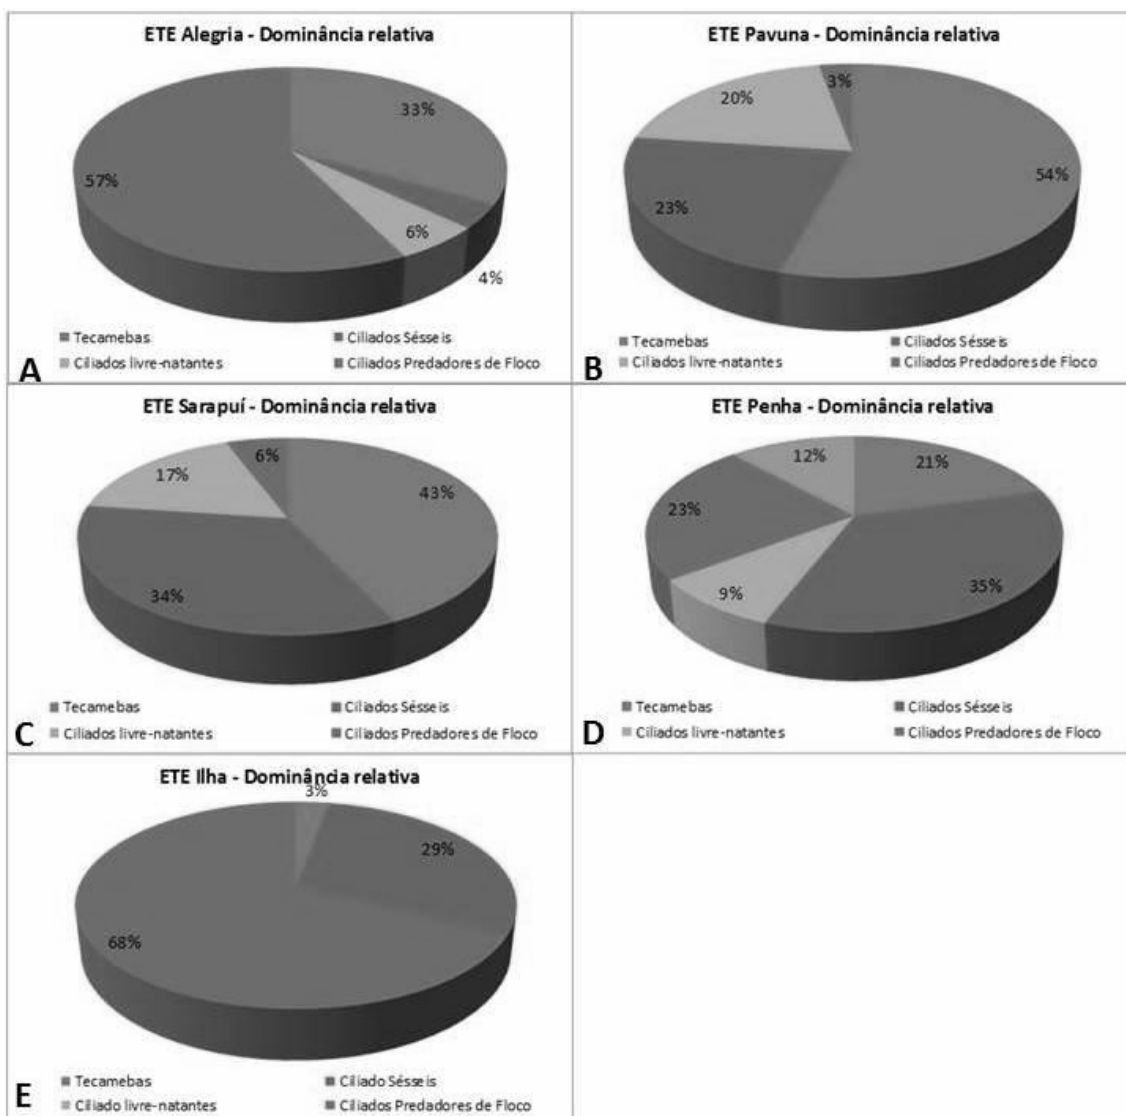 ETE Alegria - Dominância relativa
33%
57%
6%
4%
Tecamebas
Ciliados Sésseis
Ciliados livre-natantes
Ciliados Predadores de Floco
A
ETE Pavuna - Dominância relativa
3%
20%
54%
23%
Tecamebas
Ciliados Sésseis
Ciliados livre-natantes
Ciliados Predadores de Floco
B
ETE Sarapuí - Dominância relativa
6%
17%
43%
34%
Tecamebas
Ciliados Sésseis
Ciliados livre-natantes
Ciliados Predadores de Floco
C
ETE Penha - Dominância relativa
12%
21%
23%
35%
9%
Tecamebas
Ciliados Sésseis
Ciliados livre-natantes
Ciliados Predadores de Floco
D
ETE Ilha - Dominância relativa
3%
29%
68%
Tecamebas
Ciliado Sésseis
Ciliado livre-natantes
Ciliados Predadores de Floco
E